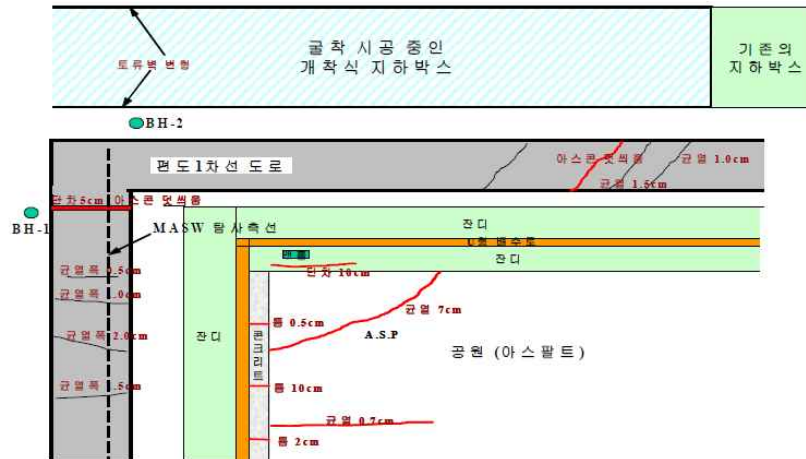 굴착 시공 중인
개착식 지하박스
기존의
지하박스
토류벽 변형
BH-2
편도1차선 도로
아스콘 덧씌움
균열 1.0cm
균열 1.5cm
단차5cm 아스콘 덧씌움
BH-1
MASW 탐사측선
잔디
U형 배수로
맨홀
잔디
단차 10cm
균열폭 0.5cm
균열폭 .0cm
균열 7cm
틈 0.5cm
A.S.P
균열폭 2.0cm
잔디
콘크리트
공원 (아스팔트)
균열폭 .5cm
틈 10cm
균열 0.7cm
틈 2cm